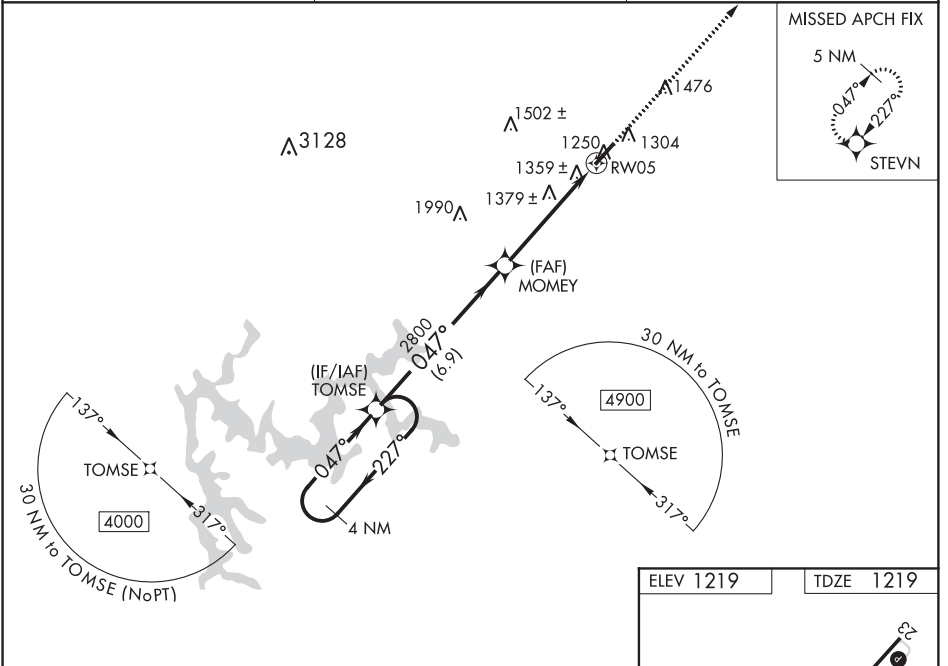 MISSED APCH FIX
5 NM
047°
227°
STEVN
1476
1502 ±
3128
1250
1304
1359 ±
RW05
1379 ±
1990
(FAF)
MOMEY
2800
047°
(6.9)
(IF/IAF)
TOMSE
047°
227°
4 NM
137°
TOMSE
317°
4000
30 NM to TOMSE (NoPT)
30 NM to TOMSE
137°
4900
TOMSE
317°
ELEV 1219
TDZE 1219
23
P